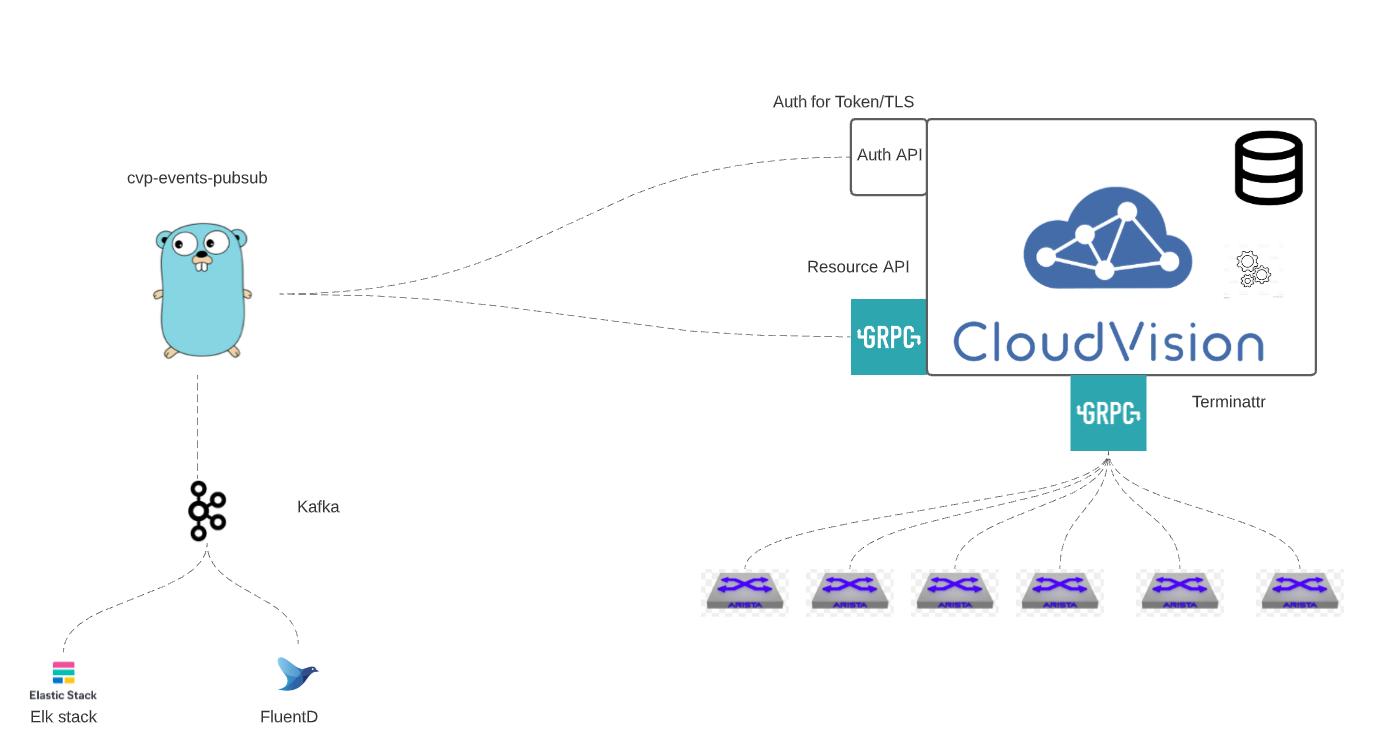 Auth for Token/TLS
Auth API
cvp-events-pubsub
Resource API
GRPC
CloudVision
GRPC
Terminattr
Kafka
ARISTA
ARISTA
ARISTA
ARISTA
ARISTA
ARISTA
Elastic Stack
Elk stack
FluentD